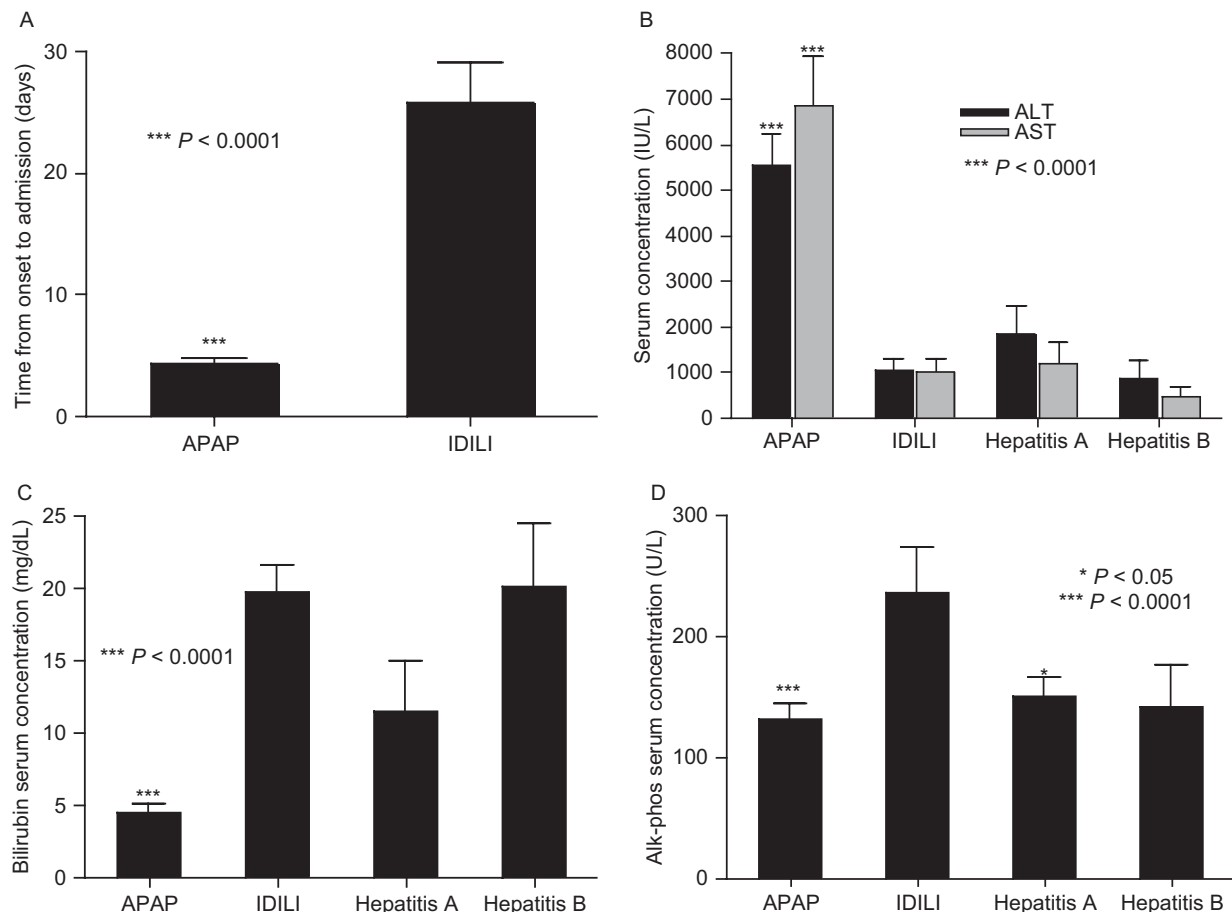 A
Time from onset to admission (days)
30
20
10
0
*** P < 0.0001
***
APAP
IDILI
B
Serum concentration (IU/L)
8000
7000
6000
5000
4000
3000
2000
1000
0
***
***
ALT
AST
*** P < 0.0001
APAP
IDILI
Hepatitis A
Hepatitis B
C
Bilirubin serum concentration (mg/dL)
25
20
15
10
5
0
*** P < 0.0001
***
APAP
IDILI
Hepatitis A
Hepatitis B
D
Alk-phos serum concentration (U/L)
300
200
100
0
* P < 0.05
*** P < 0.0001
***
*
APAP
IDILI
Hepatitis A
Hepatitis B